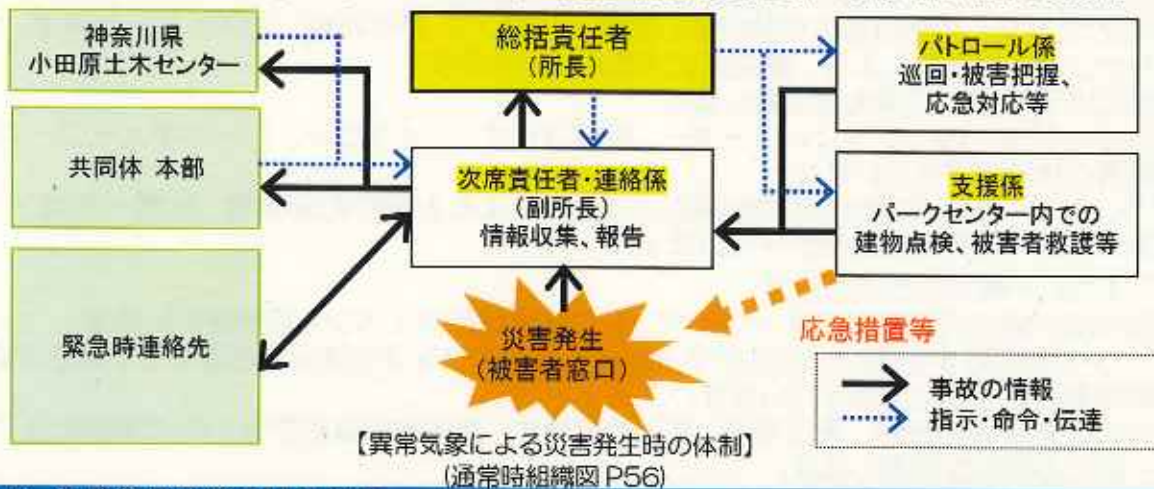 神奈川県
小田原土木センター
共同体 本部
緊急時連絡先
総括責任者
(所長)
次席責任者・連絡係
(副所長)
情報収集、報告
災害発生
(被害者窓口)
パトロール係
巡回・被害把握、
応急対応等
支援係
パークセンター内での
建物点検、被害者救護等
応急措置等
事故の情報
指示・命令・伝達
【異常気象による災害発生時の体制】
(通常時組織図 P56)